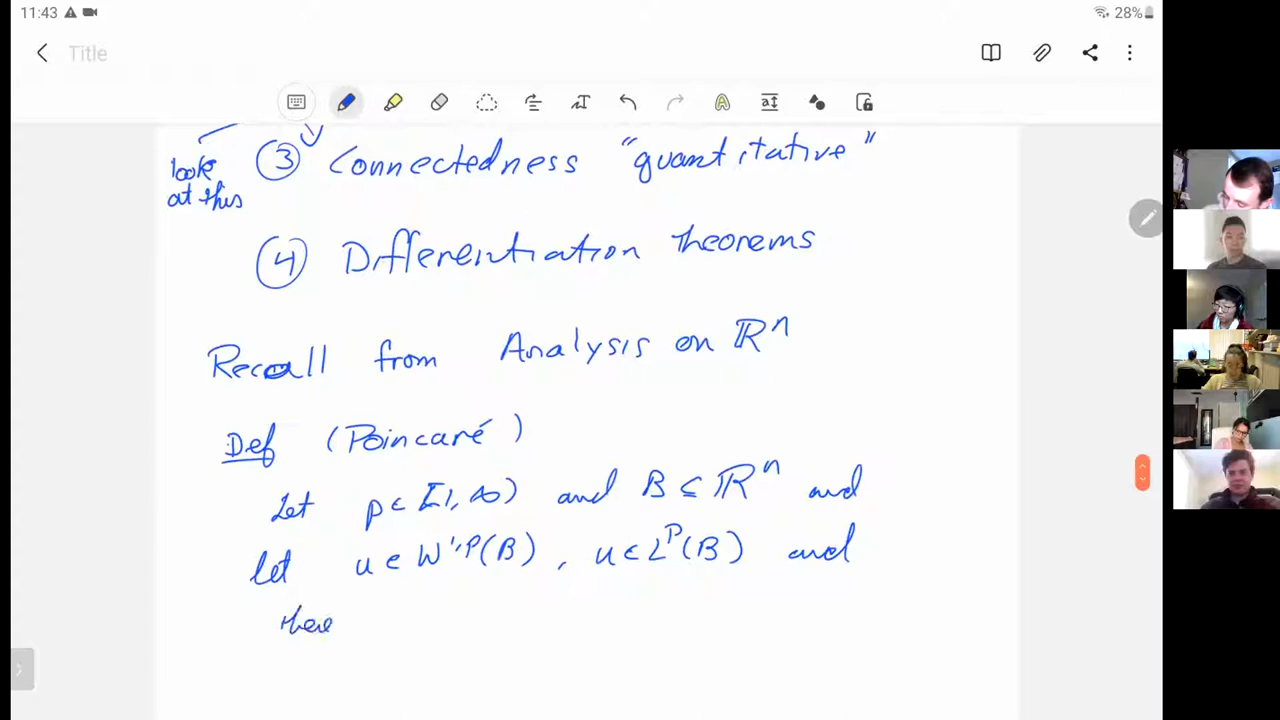 11:43
28%
Title
look
at this
③ Connectedness "quantitative"
④ Differentiation theorems
Recall from Analysis on ℝⁿ
Def (Poincaré)
Let p ∈ [1, ∞) and B ⊆ ℝⁿ and
let u ∈ W^{1,p}(B), u ∈ L^p(B) and
there